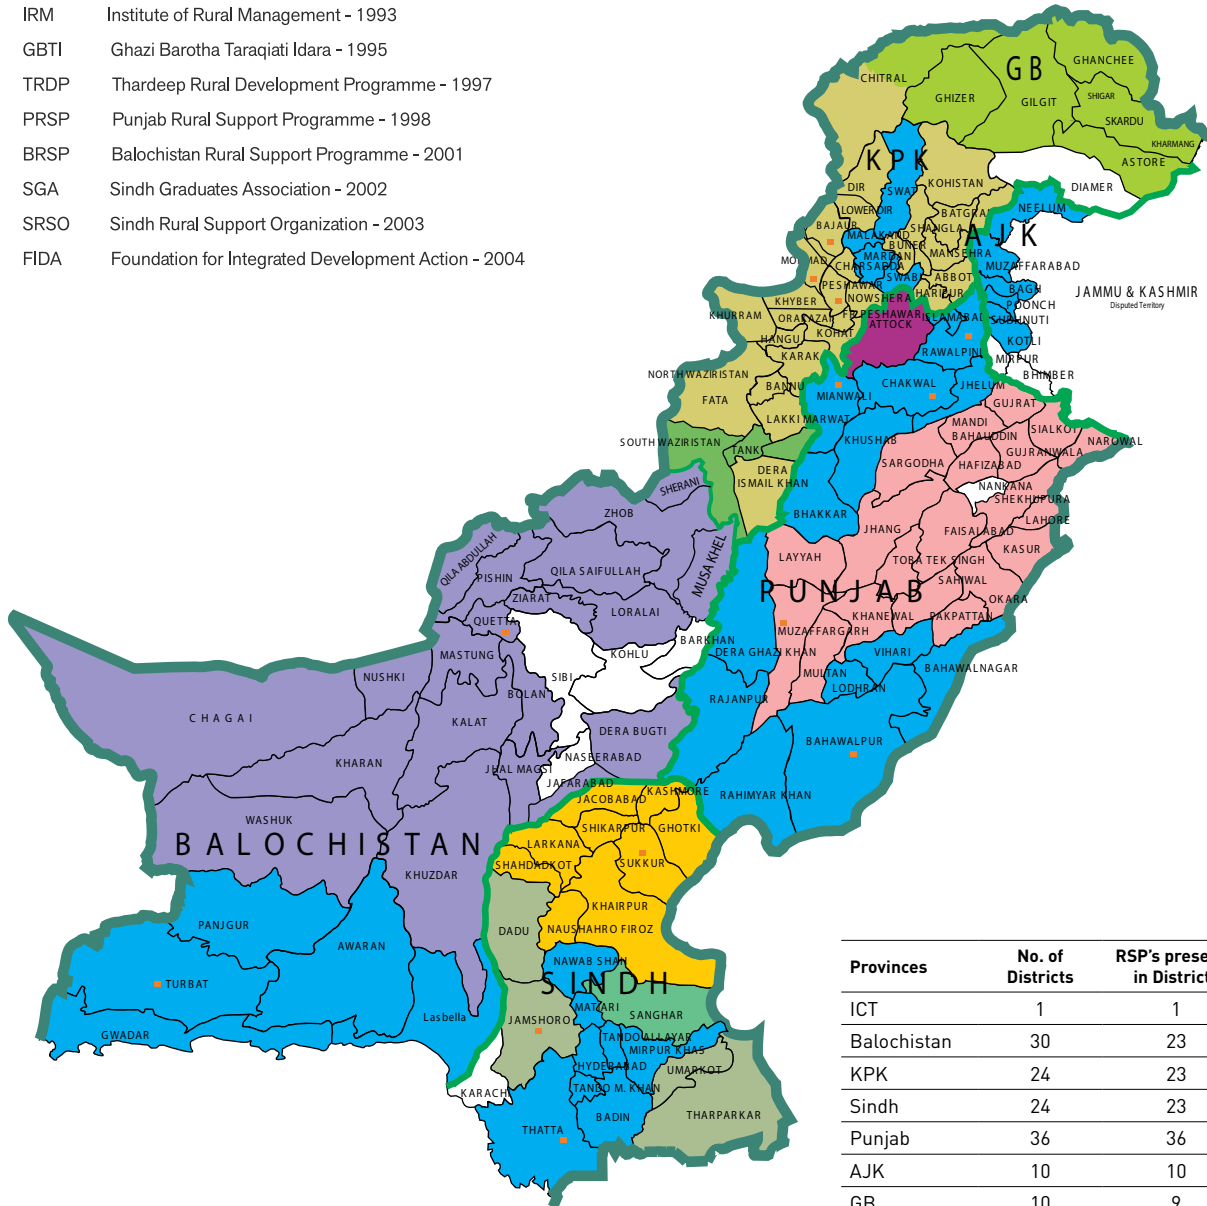 IRM Institute of Rural Management - 1993
GBTI Ghazi Barotha Taraqiati Idara - 1995
TRDP Thardeep Rural Development Programme - 1997
PRSP Punjab Rural Support Programme - 1998
BRSP Balochistan Rural Support Programme - 2001
SGA Sindh Graduates Association - 2002
SRSO Sindh Rural Support Organization - 2003
FIDA Foundation for Integrated Development Action - 2004
GB
CHITRAL
GHIZER
GILGIT
GHANCHEE
SHIGAR
SKARDU
KHARMANG
ASTORE
DIAMER
KPK
DIR
SWAT
KOHISTAN
LOWER DIR
BAJAUR
MALAKAND
SHANGLA
BUNER
MANSEHRA
MARDAN
CHARSADDA
SWABI
ABBOT
HARIPUR
PESHAWAR
NOWSHERA
KHYBER
KHURRAM
HANGU
KOHAT
KARAK
NORTH WAZIRISTAN
FATA
BANNU
LAKKI MARWAT
SOUTH WAZIRISTAN
TANK
DERA
ISMAIL KHAN
AJK
NEELUM
MUZAFFARABAD
BAGH
POONCH
KOTLI
MIRPUR
BHIMBER
JAMMU & KASHMIR
Disputed Territory
ATTOCK
RAWALPINI
CHAKWAL
JHELUM
MIANWALI
KHUSHAB
BHAKKAR
GUJRAT
MANDI
BAHAUDDIN
SIALKOT
NAROWAL
GUJRANWALA
SARGODHA
HAFIZABAD
NANKANA
SHEKHUPURA
LAHORE
JHANG
FAISALABAD
KASUR
LAYYAH
TOBA TEK SINGH
SAHIWAL
OKARA
PUNJAB
KHANEWAL
PAKPATTAN
MUZAFFARGARH
DERA GHAZI KHAN
VIHARI
MULTAN
LODHRAN
BAHAWALNAGAR
RAJANPUR
BAHAWALPUR
RAHIMYAR KHAN
SHERANI
ZHOB
QILA ABDULLAH
PISHIN
QILA SAIFULLAH
MUSA KHEL
ZIARAT
LORALAI
QUETTA
BARKHAN
KOHLU
MASTUNG
SIBI
NUSHKI
BOLAN
CHAGAI
KALAT
DERA BUGTI
KHARAN
NASEERABAD
JHAL MAGSI
JAFARABAD
WASHUK
BALOCHISTAN
KHUZDAR
PANJGUR
AWARAN
TURBAT
GWADAR
Lasbella
KASHMORE
JACOBABAD
SHIKARPUR
GHOTKI
LARKANA
SHAHDADKOT
SUKKUR
KHAIRPUR
DADU
NAUSHAHRO FIROZ
NAWAB SHAH
SINDH
MATIARI
SANGHAR
JAMSHORO
TANDO ALLAYAR
MIRPUR KHAS
HYDERABAD
UMARKOT
KARACHI
TANDO M. KHAN
BADIN
THARPARKAR
THATTA
Provinces No. of Districts RSP's prese in District
ICT 1 1
Balochistan 30 23
KPK 24 23
Sindh 24 23
Punjab 36 36
AJK 10 10
GB 10 9